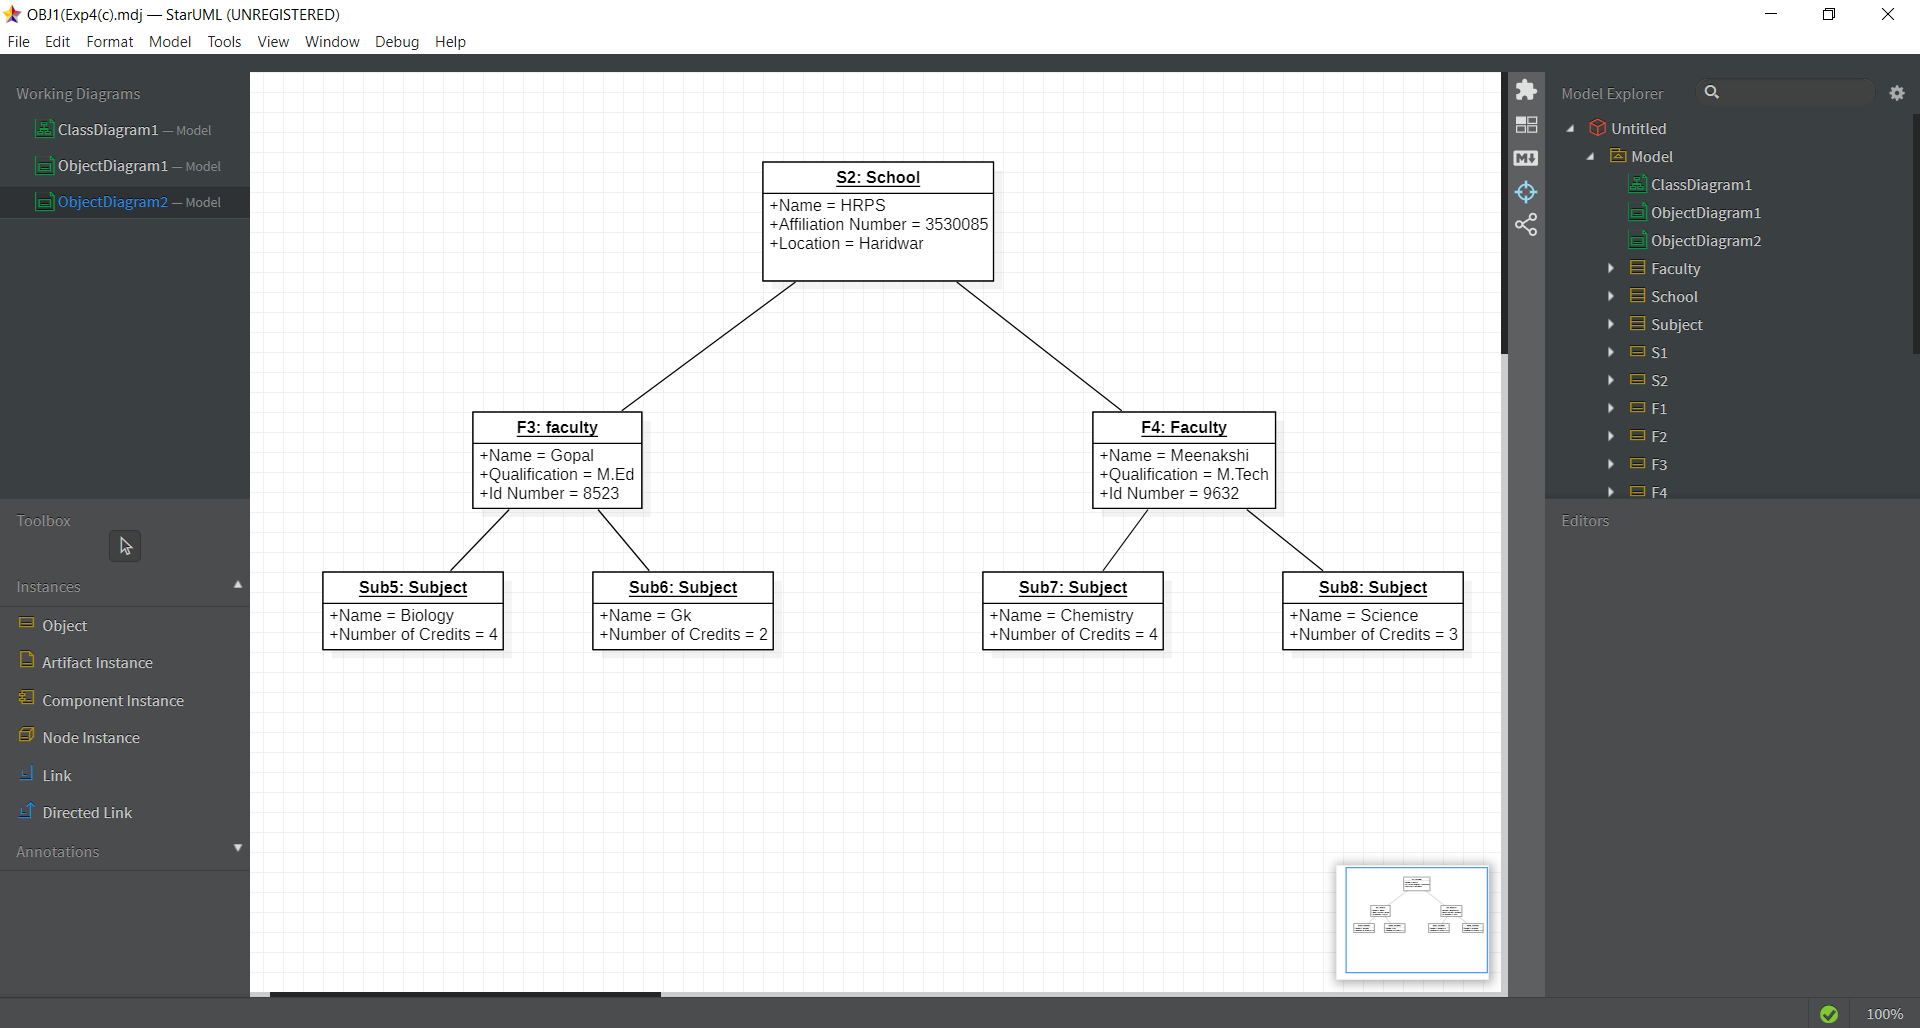 OBJ1(Exp4(c).mdj — StarUML (UNREGISTERED)
File Edit Format Model Tools View Window Debug Help
Working Diagrams
ClassDiagram1 — Model
ObjectDiagram1 — Model
ObjectDiagram2 — Model
Toolbox
Instances
Object
Artifact Instance
Component Instance
Node Instance
Link
Directed Link
Annotations
S2: School
+Name = HRPS
+Affiliation Number = 3530085
+Location = Haridwar
F3: faculty
+Name = Gopal
+Qualification = M.Ed
+Id Number = 8523
F4: Faculty
+Name = Meenakshi
+Qualification = M.Tech
+Id Number = 9632
Sub5: Subject
+Name = Biology
+Number of Credits = 4
Sub6: Subject
+Name = Gk
+Number of Credits = 2
Sub7: Subject
+Name = Chemistry
+Number of Credits = 4
Sub8: Subject
+Name = Science
+Number of Credits = 3
M
Model Explorer
Untitled
Model
ClassDiagram1
ObjectDiagram1
ObjectDiagram2
Faculty
School
Subject
S1
S2
F1
F2
F3
F4
Editors
100%